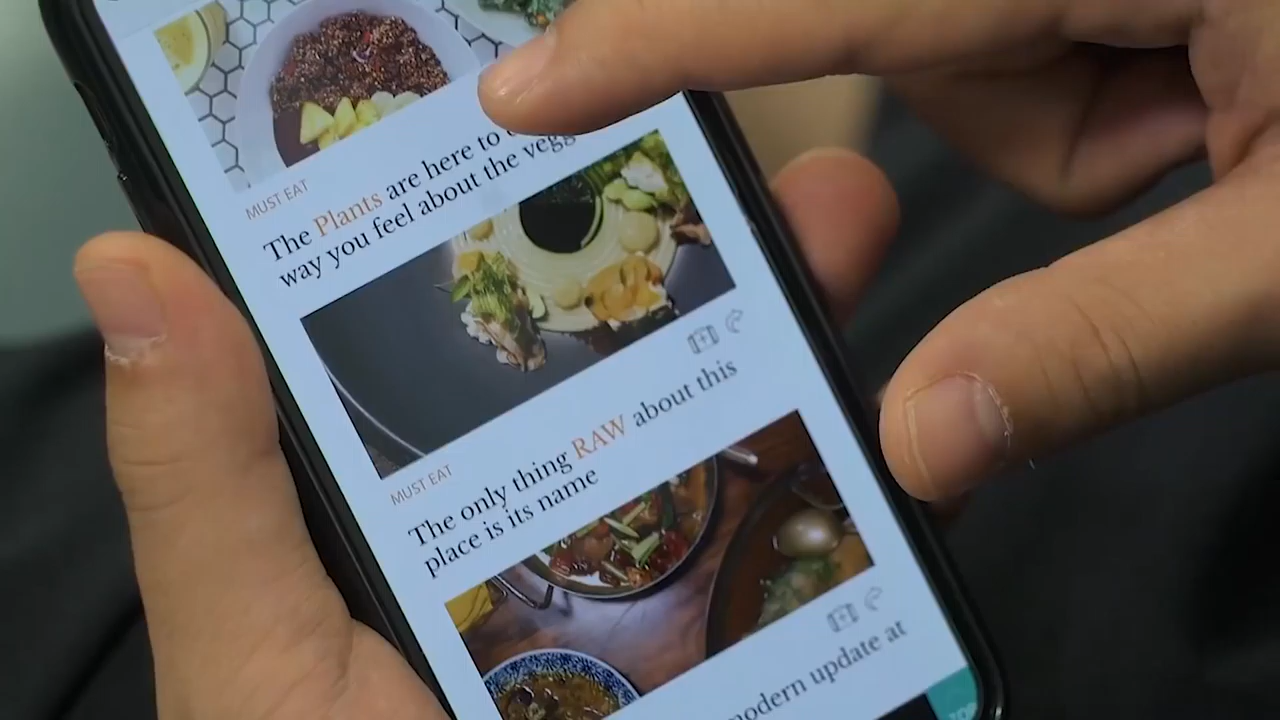 MUST EAT
The Plants are here to
way you feel about the
MUST EAT
The only thing RAW about this
place is its name
modern update at